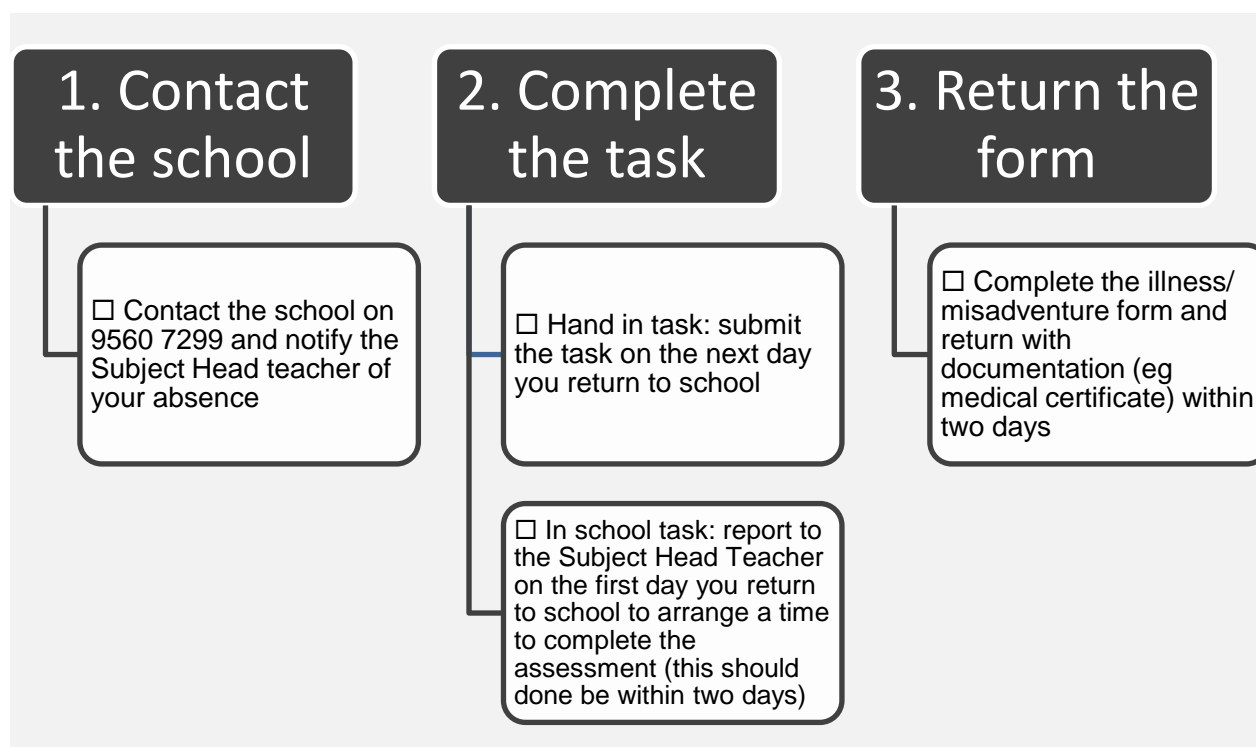 1. Contact
the school
☐ Contact the school on
9560 7299 and notify the
Subject Head teacher of
your absence
2. Complete
the task
☐ Hand in task: submit
the task on the next day
you return to school
☐ In school task: report to
the Subject Head Teacher
on the first day you return
to school to arrange a time
to complete the
assessment (this should
done be within two days)
3. Return the
form
☐ Complete the illness/
misadventure form and
return with
documentation (eg
medical certificate) within
two days